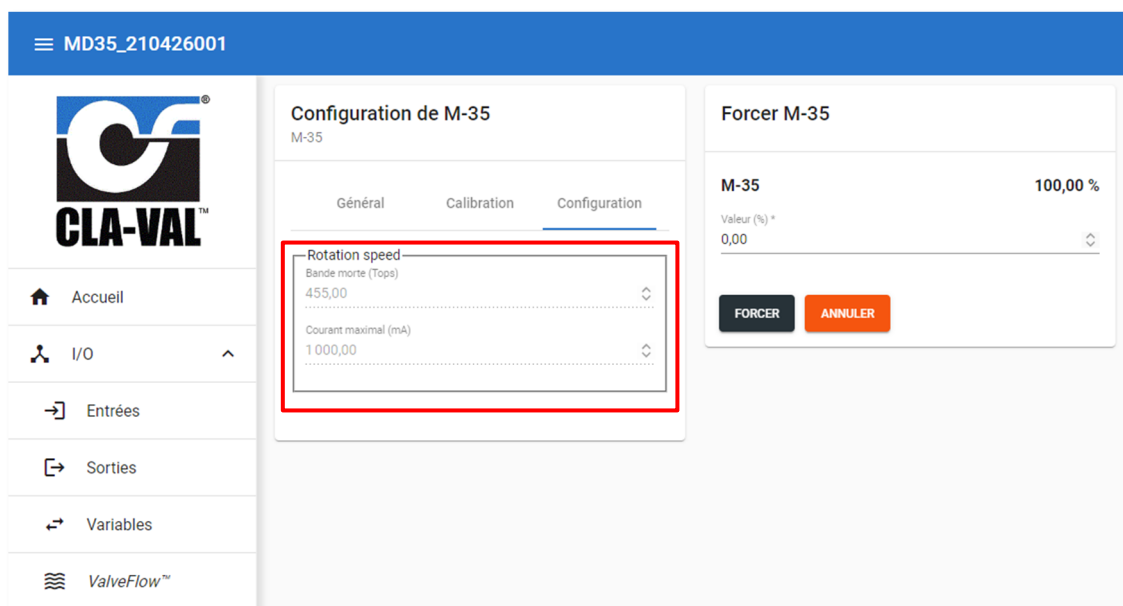 MD35_210426001
®
CLA-VAL™
Accueil
I/O
Entrées
Sorties
Variables
ValveFlow™
Configuration de M-35
M-35
Général Calibration Configuration
Rotation speed
Bande morte (Tops)
455,00
Courant maximal (mA)
1 000,00
Forcer M-35
M-35 100,00 %
Valeur (%) *
0,00
FORCER ANNULER